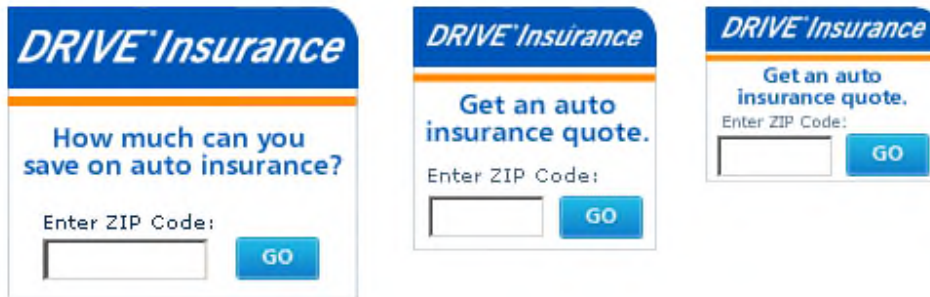 DRIVE Insurance
How much can you
save on auto insurance?
Enter ZIP Code:
GO
DRIVE Insurance
Get an auto
insurance quote.
Enter ZIP Code:
GO
DRIVE Insurance
Get an auto
insurance quote.
Enter ZIP Code:
GO